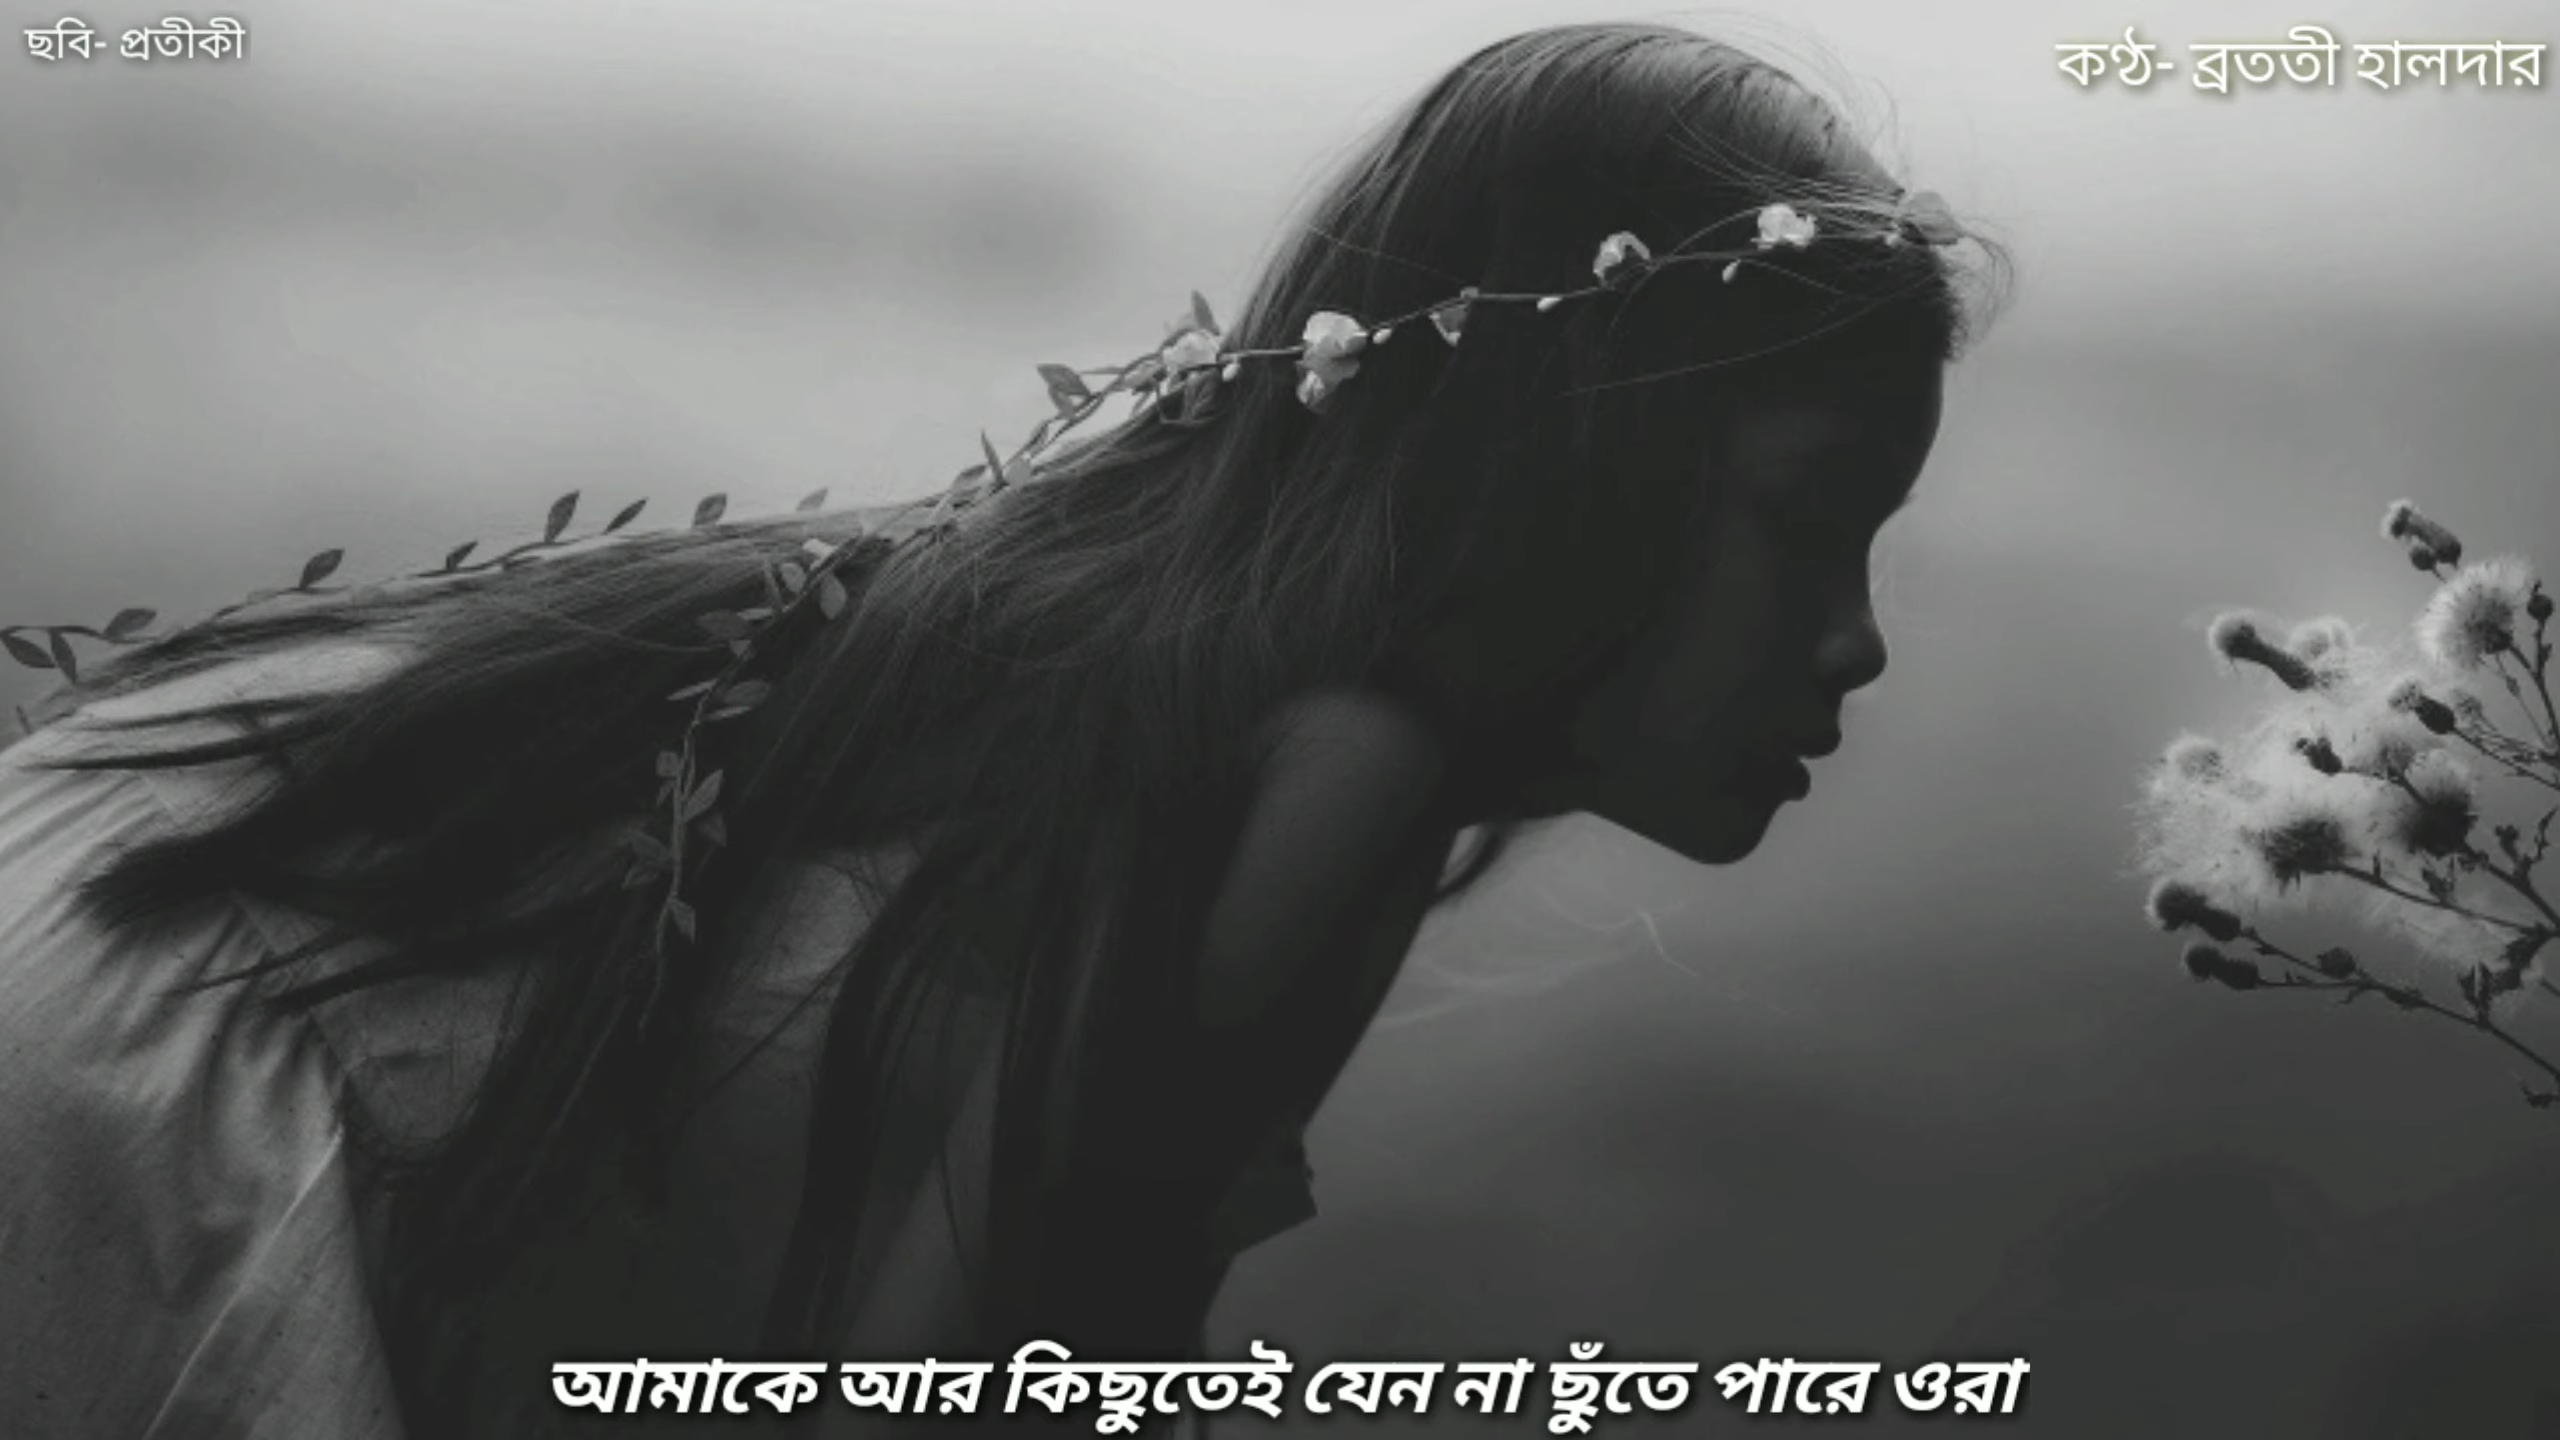 ছবি- প্রতীকী
কণ্ঠ- ব্রততী হালদার
আমাকে আর কিছুতেই যেন না ছুঁতে পারে ওরা